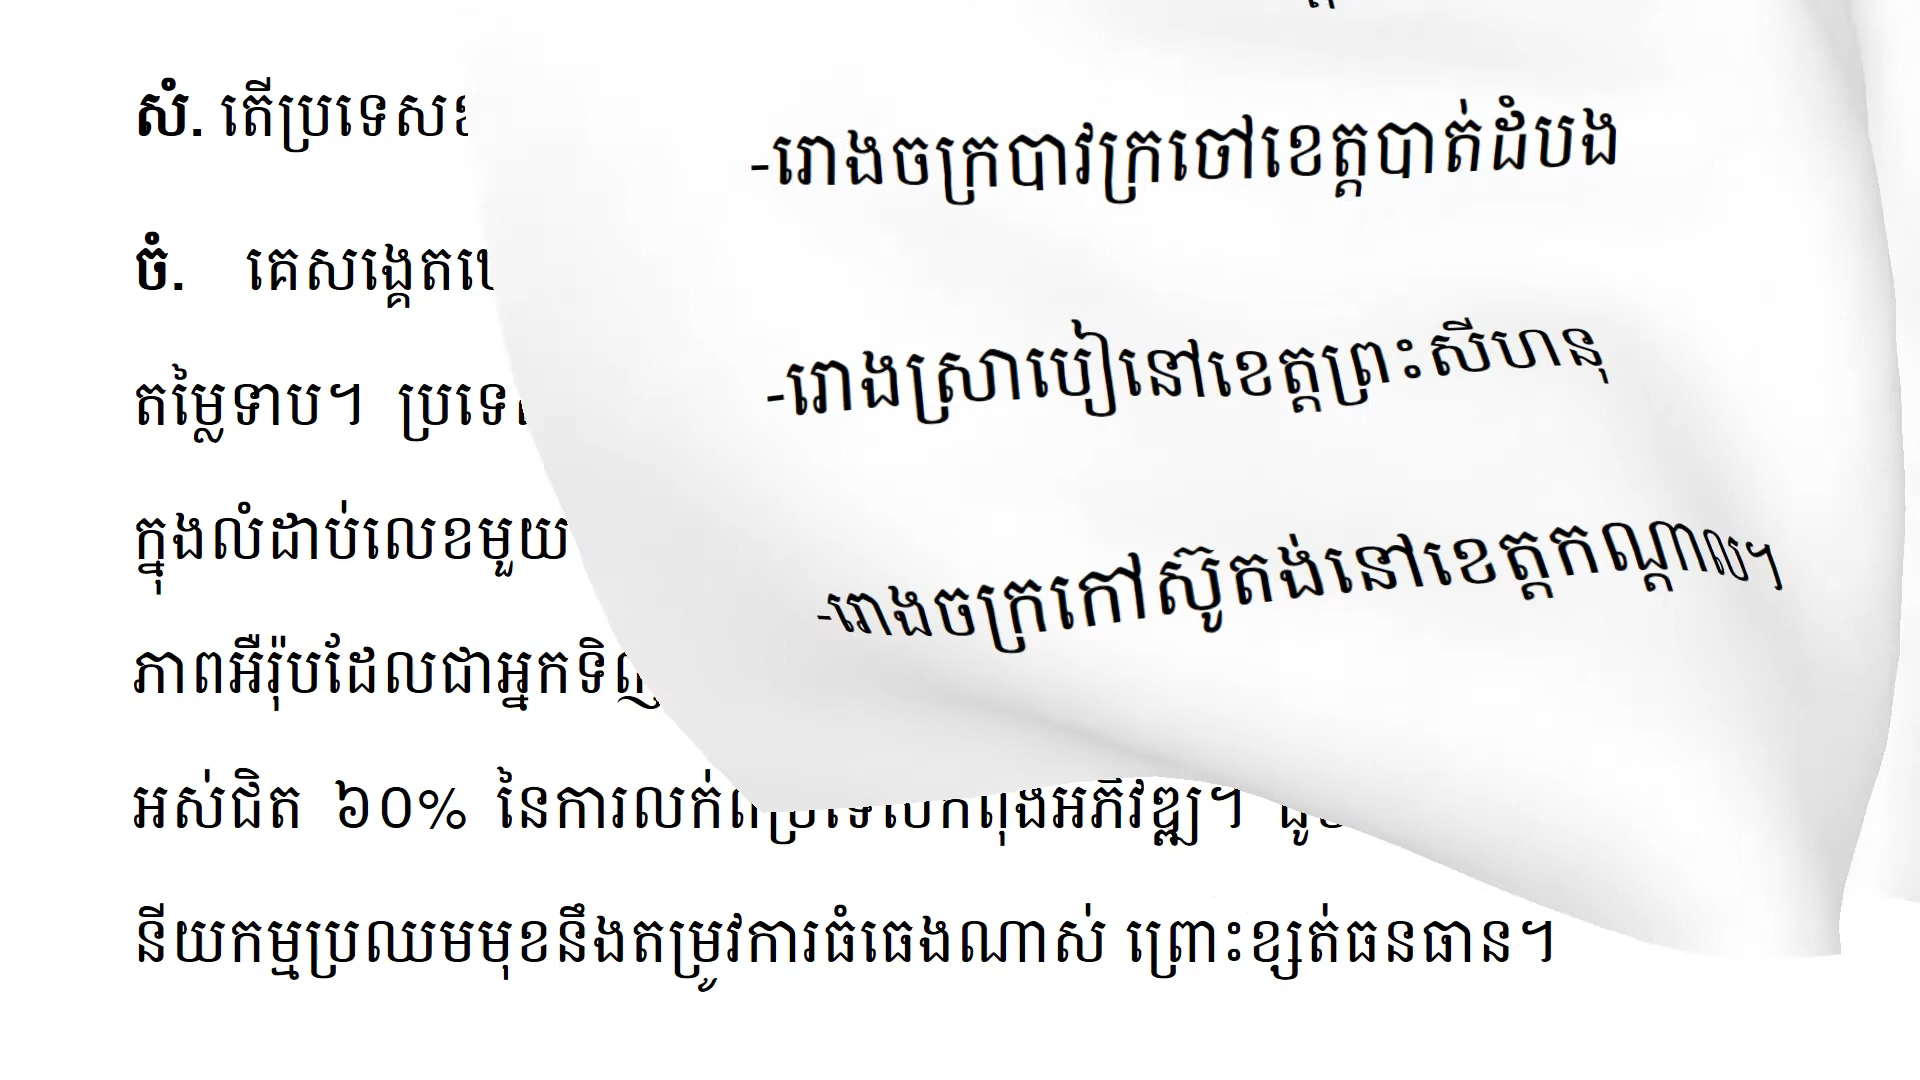 -រោងចក្របាវក្រចៅខេត្តបាត់ដំបង
-រោងស្រាបៀនៅខេត្តព្រះសីហនុ
-រោងចក្រកៅស៊ូតង់នៅខេត្តកណ្ដាល។
សំ. តើប្រទេស
ចំ. គេសង្កេត
តម្លៃទាប។ ប្រទេ
ក្នុងលំដាប់លេខមួយ
ភាពអឺរ៉ុបដែលជាអ្នកទិញ
អស់ជិត ៦០% នៃការលក់ អភិវឌ្ឍ។
នីយកម្មប្រឈមមុខនឹងតម្រូវការធំធេងណាស់ ព្រោះខ្សត់ធនធាន។